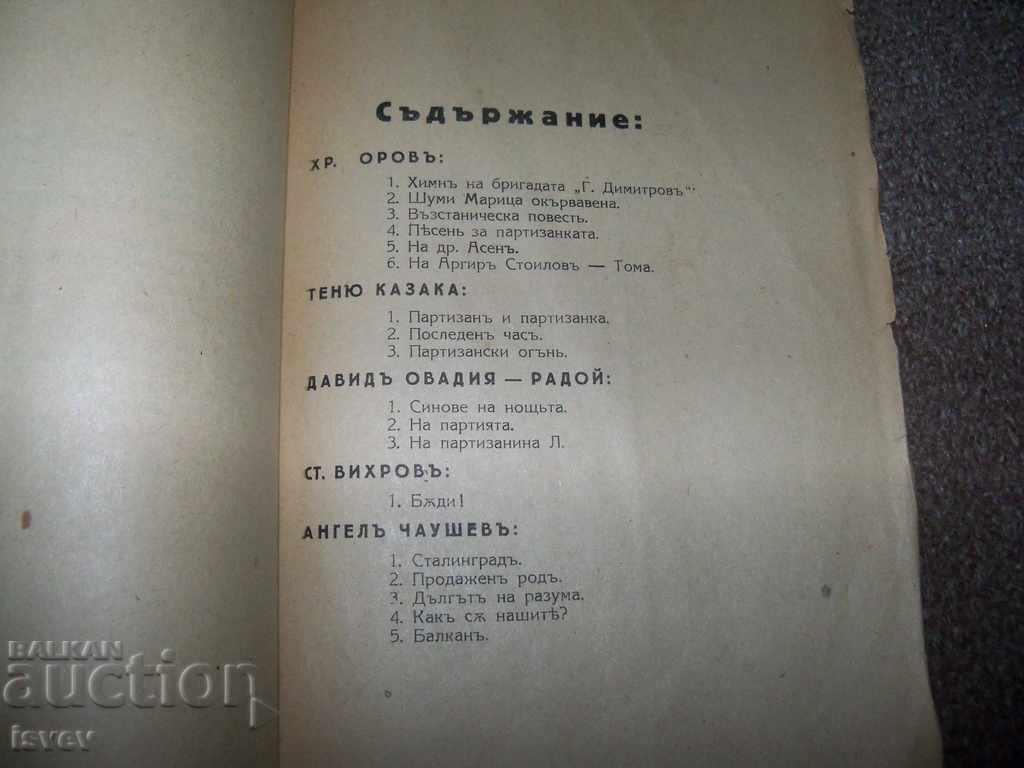 Съдържание:
ХР. ОРОВЪ:
1. Химнъ на бригадата „Г. Димитровъ"
2. Шуми Марица окървавена.
3. Възстаническа повесть.
4. Пѣсень за партизанката.
5. На др. Асенъ.
6. На Аргиръ Стоиловъ — Тома.
ТЕНЮ КАЗАКА:
1. Партизанъ и партизанка.
2. Последенъ часъ.
3. Партизански огънь.
ДАВИДЪ ОВАДИЯ — РАДОЙ:
1. Синове на нощьта.
2. На партията.
3. На партизанина Л.
СТ. ВИХРОВЪ:
1. Бѫди!
АНГЕЛЪ ЧАУШЕВЪ:
1. Сталинградъ.
2. Продаженъ родъ.
3. Дългътъ на разума.
4. Какъ сѫ нашитѣ?
5. Балканъ.
BALKAN
auction
isvev